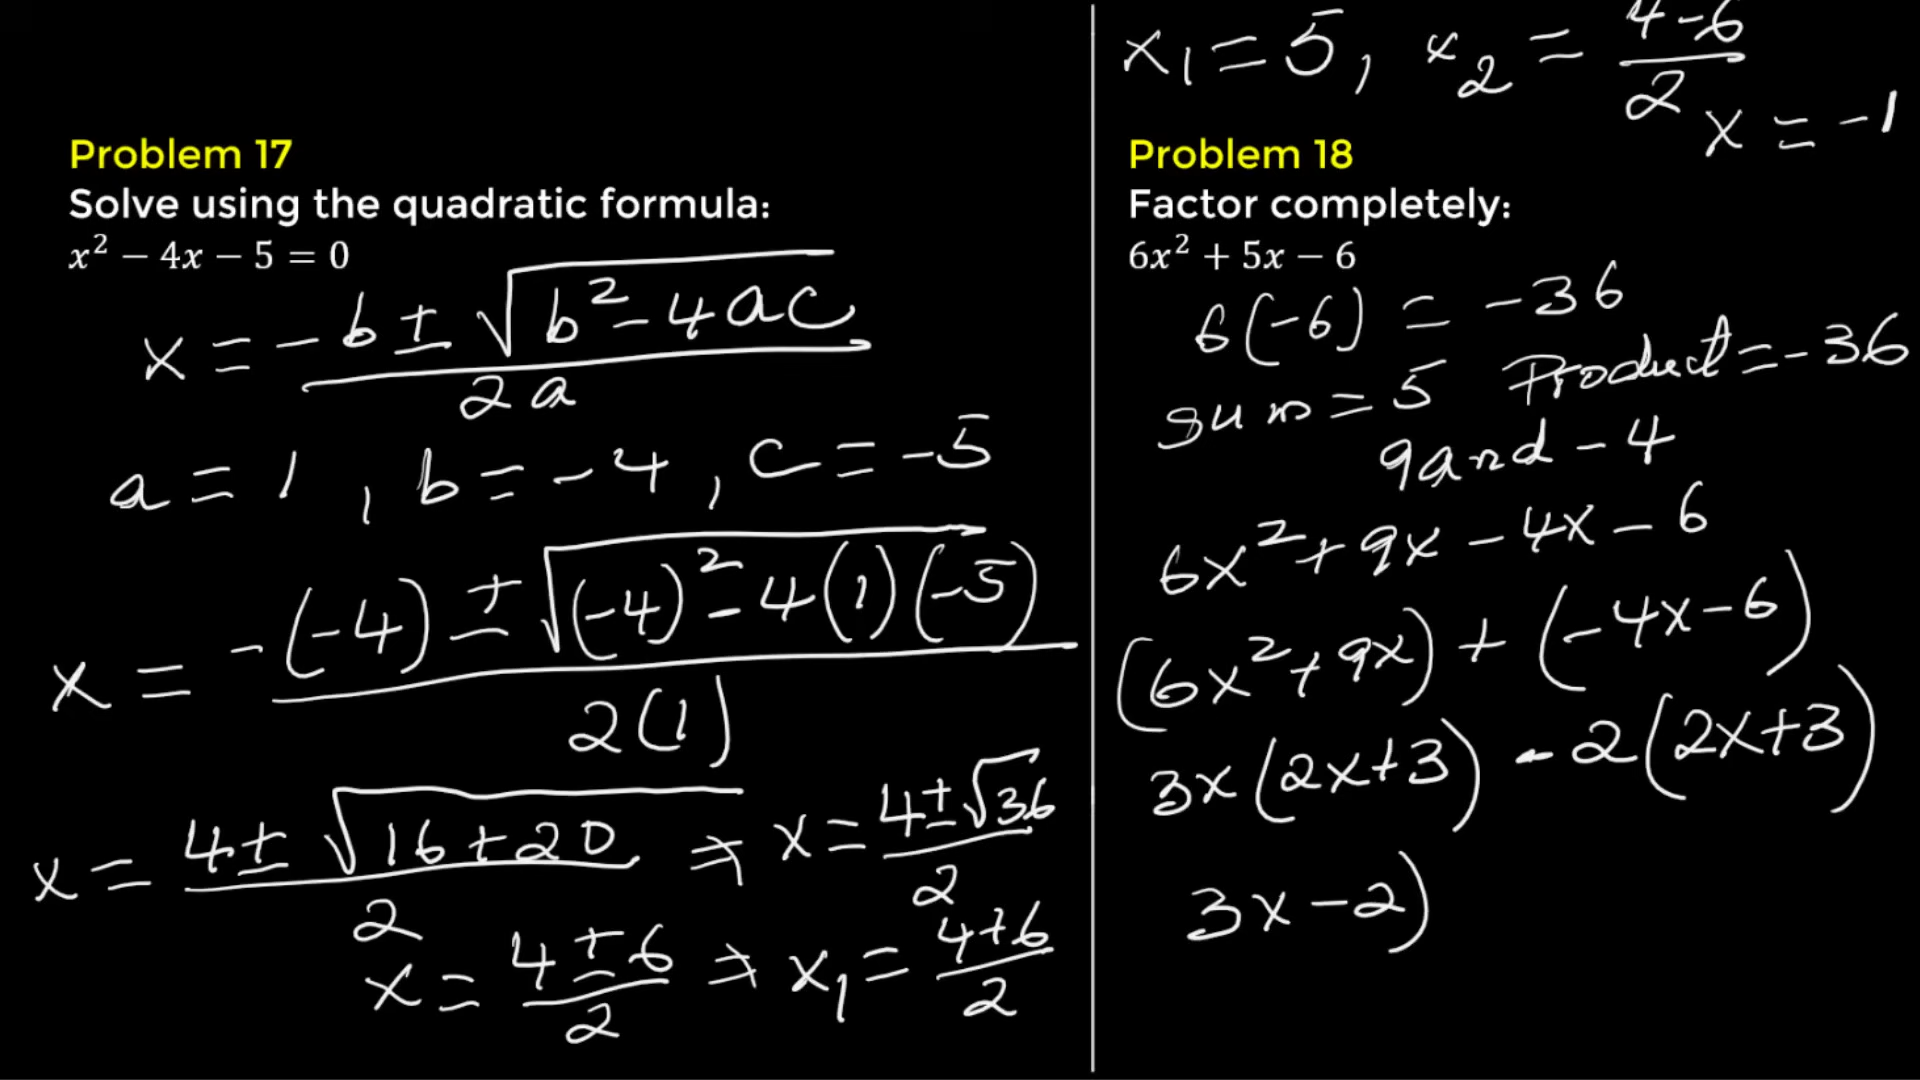 Problem 17
Solve using the quadratic formula:
x² − 4x − 5 = 0
x = -b ± √(b² - 4ac) / 2a
a = 1 , b = -4 , c = -5
x = -(-4) ± √((-4)² - 4(1)(-5)) / 2(1)
x = 4 ± √(16 + 20) / 2 ⇒ x = 4 ± √36 / 2
x = 4 ± 6 / 2 ⇒ x₁ = 4+6 / 2
x₁ = 5, x₂ = 4-6 / 2
x = -1
Problem 18
Factor completely:
6x² + 5x − 6
6(-6) = -36
sum = 5 Product = -36
9 and -4
6x² + 9x - 4x - 6
(6x² + 9x) + (-4x - 6)
3x(2x+3) - 2(2x+3)
3x - 2)